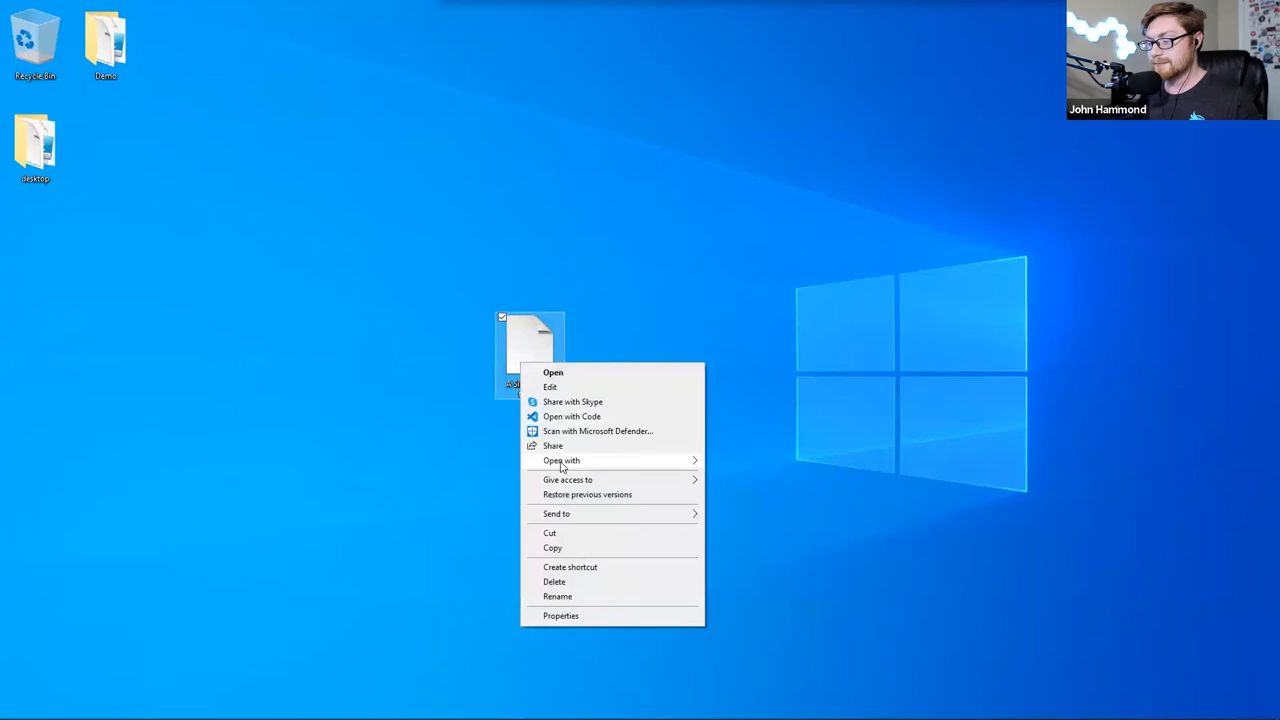 Recycle Bin
Demo
John Hammond
desktop
Open
Edit
Share with Skype
Open with Code
Scan with Microsoft Defender...
Share
Open with
Give access to
Restore previous versions
Send to
Cut
Copy
Create shortcut
Delete
Rename
Properties